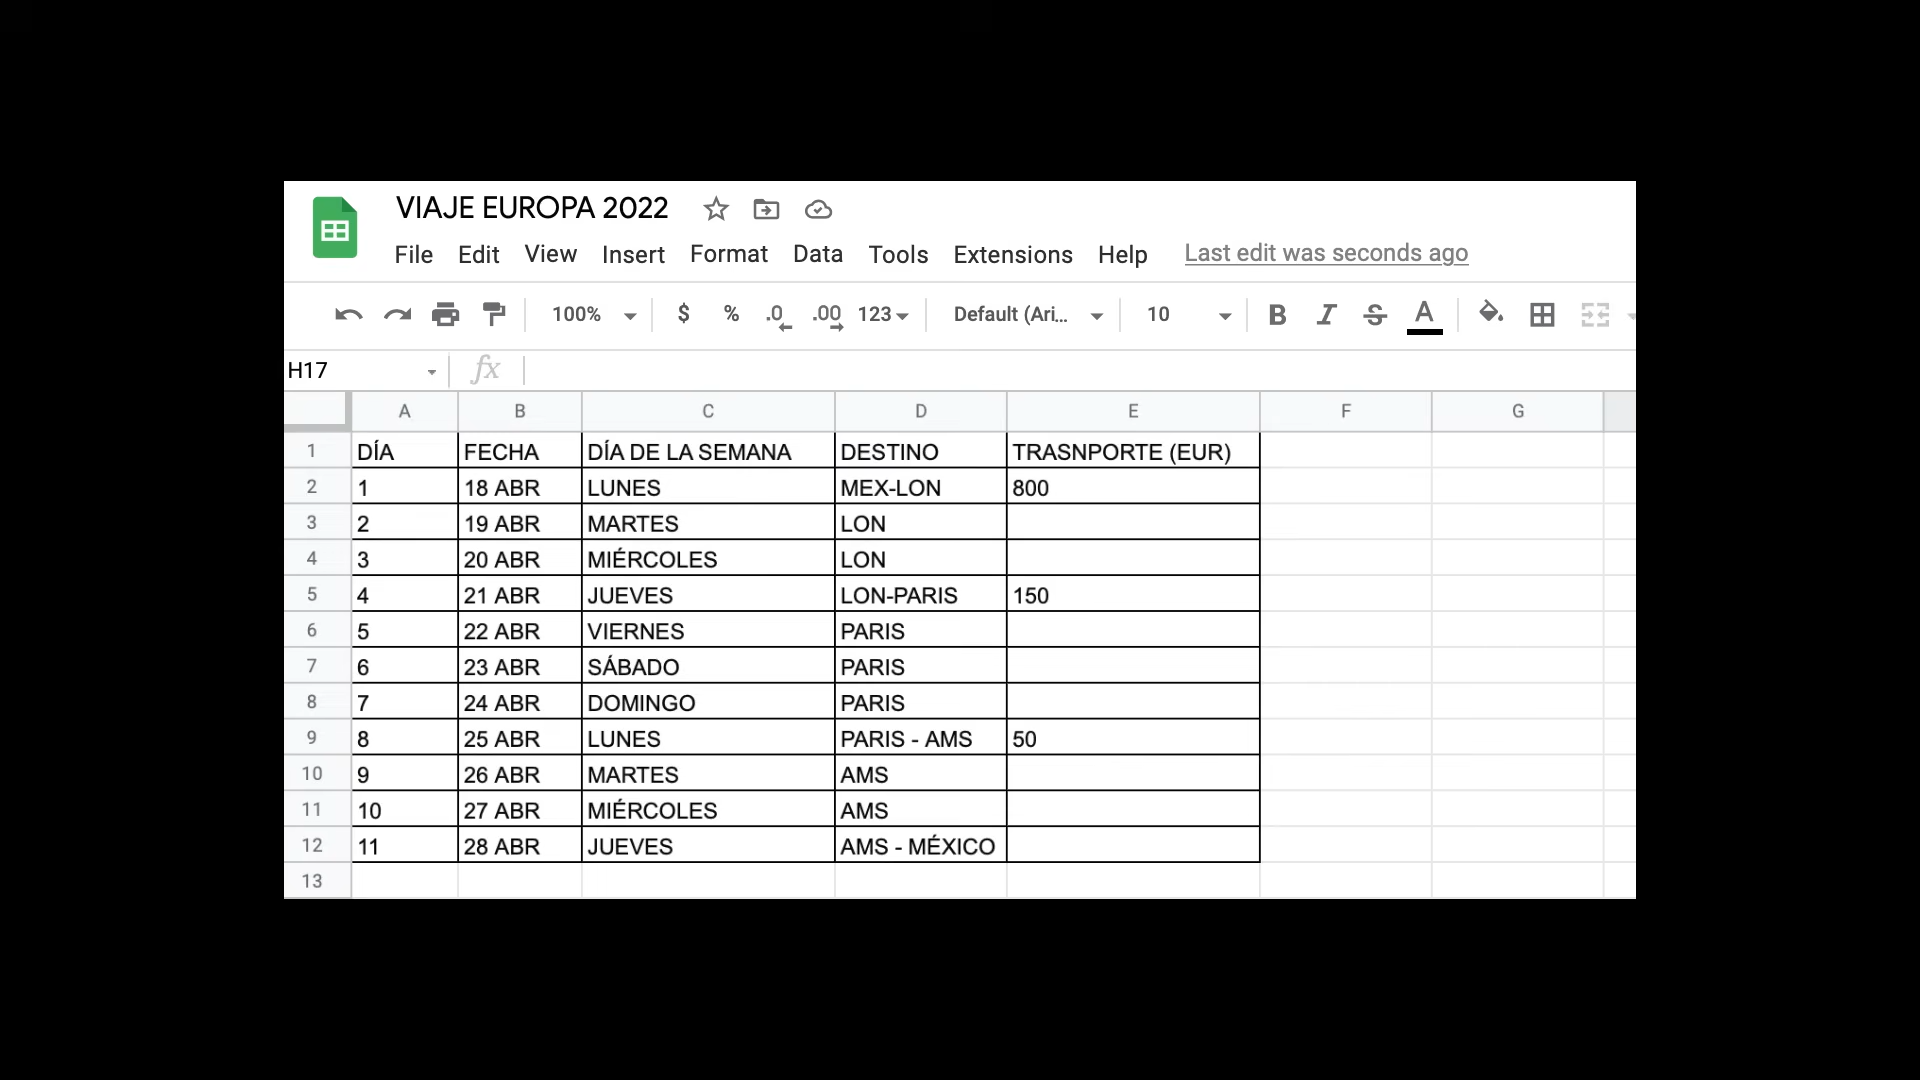 VIAJE EUROPA 2022
File Edit View Insert Format Data Tools Extensions Help Last edit was seconds ago
100% $ % .0 .00 123 Default (Ari... 10 B I S A
H17 fx
A B C D E F G
1 DÍA FECHA DÍA DE LA SEMANA DESTINO TRASNPORTE (EUR)
2 1 18 ABR LUNES MEX-LON 800
3 2 19 ABR MARTES LON
4 3 20 ABR MIÉRCOLES LON
5 4 21 ABR JUEVES LON-PARIS 150
6 5 22 ABR VIERNES PARIS
7 6 23 ABR SÁBADO PARIS
8 7 24 ABR DOMINGO PARIS
9 8 25 ABR LUNES PARIS - AMS 50
10 9 26 ABR MARTES AMS
11 10 27 ABR MIÉRCOLES AMS
12 11 28 ABR JUEVES AMS - MÉXICO
13